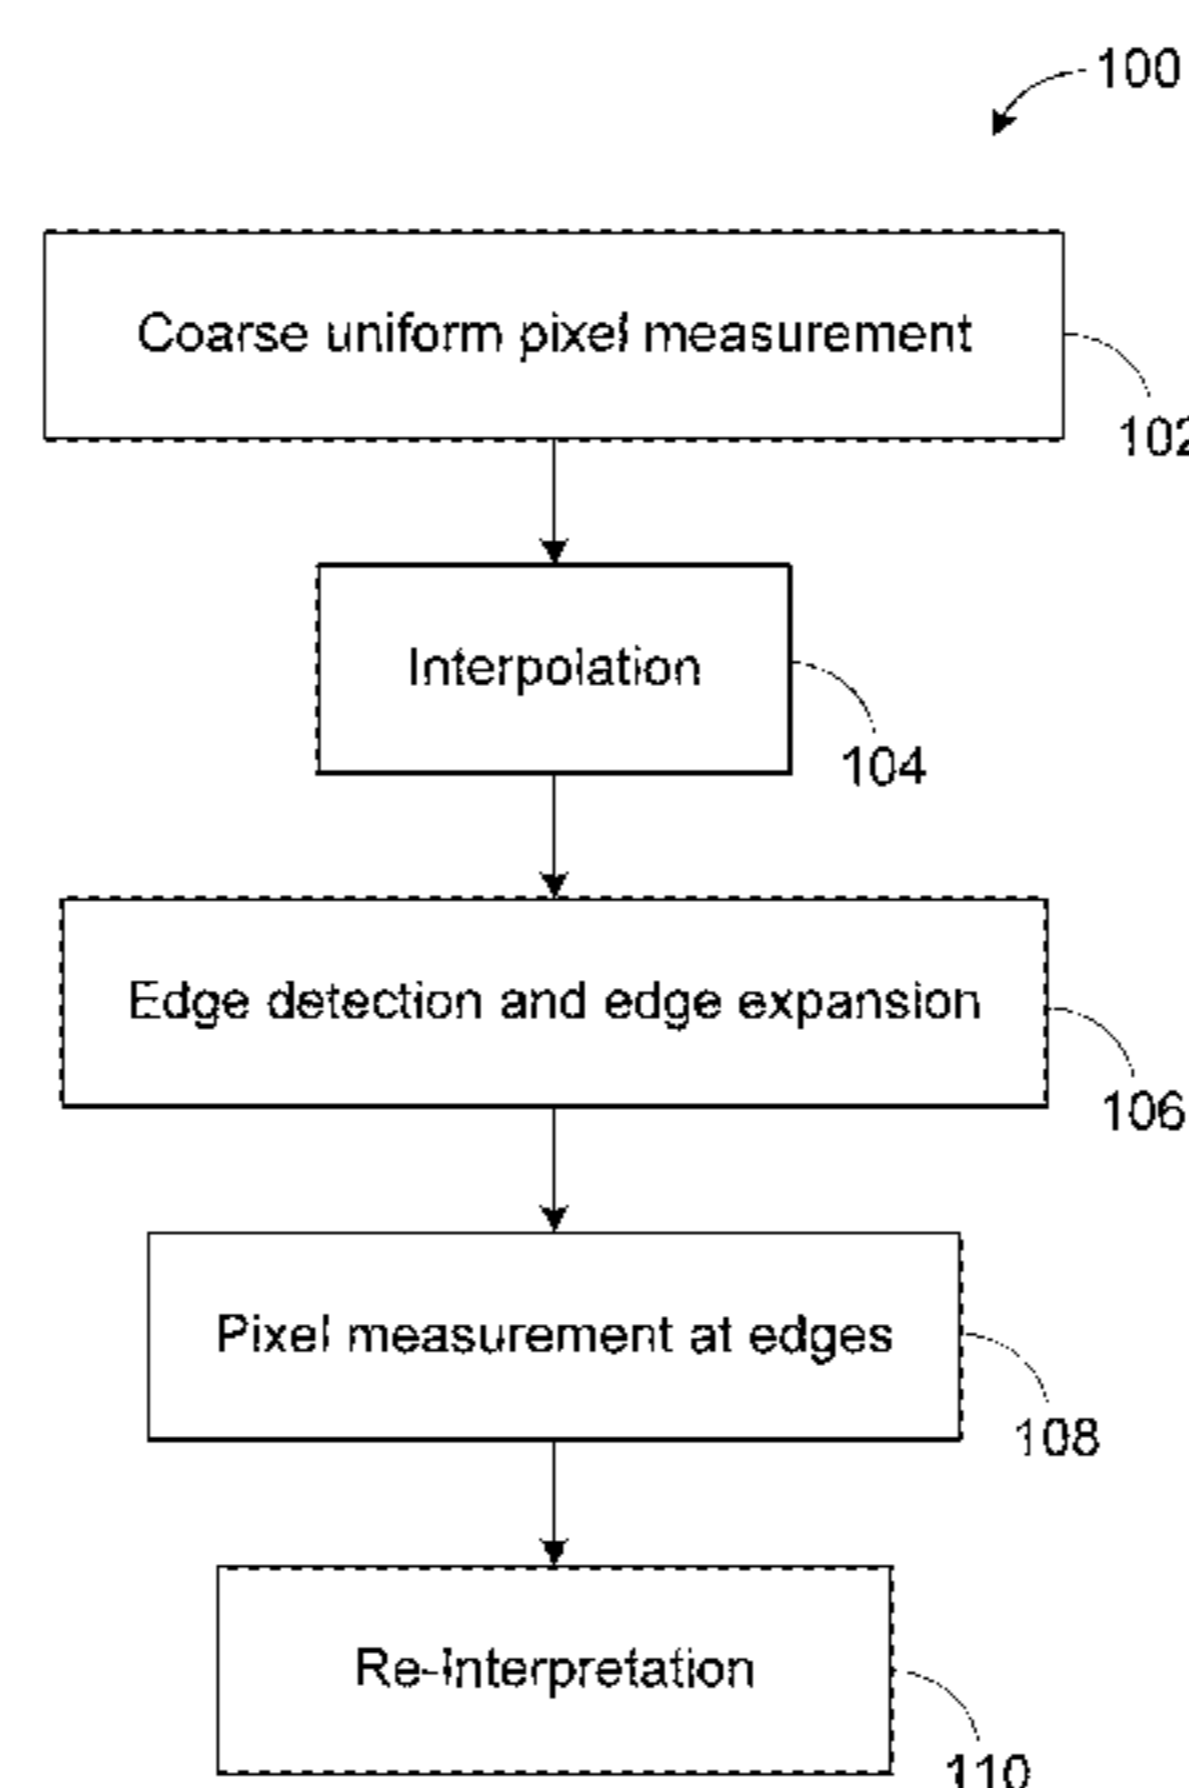 100
Coarse uniform pixel measurement
102
Interpolation
104
Edge detection and edge expansion
106
Pixel measurement at edges
108
Re-Interpretation
110